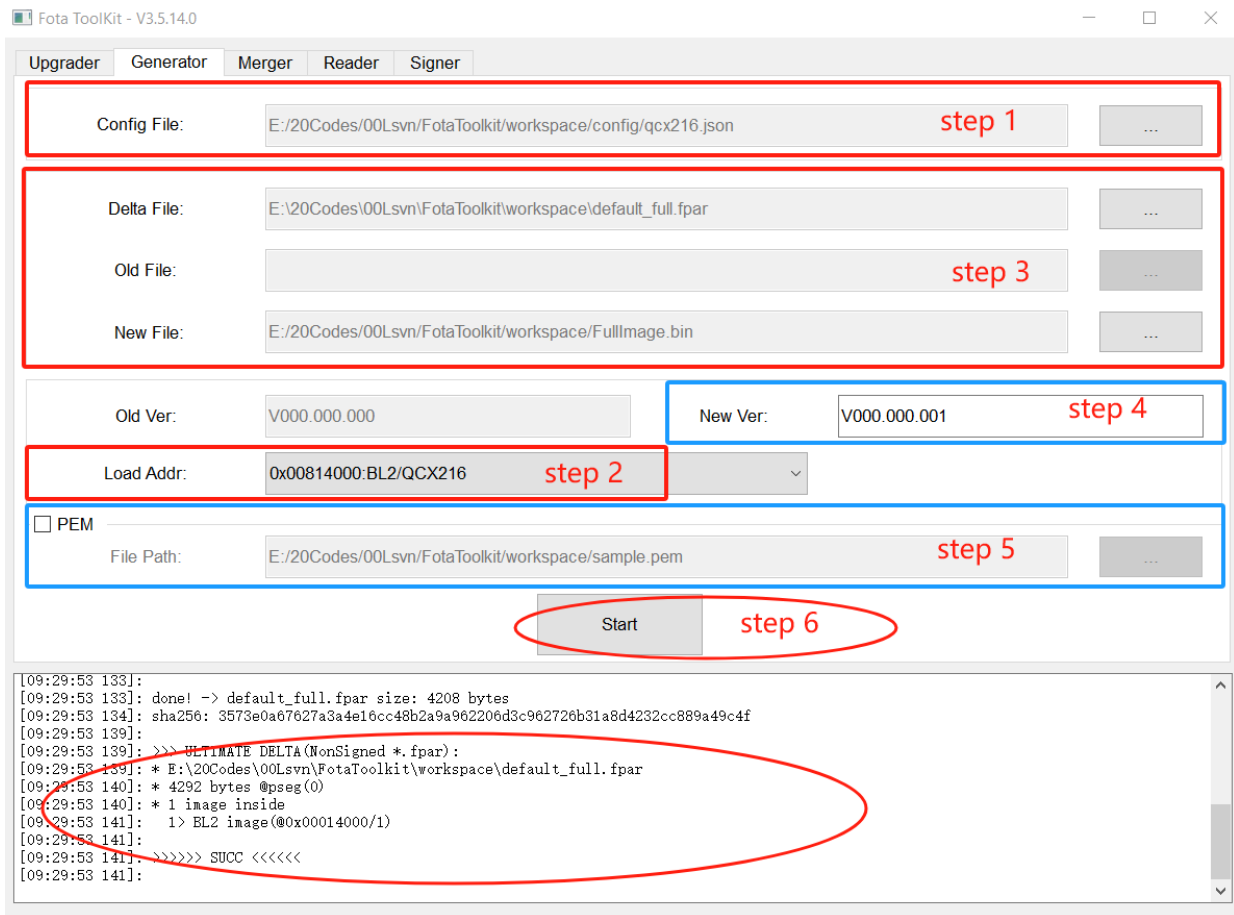 Fota ToolKit - V3.5.14.0
Upgrader Generator Merger Reader Signer
Config File: E:/20Codes/00Lsvn/FotaToolkit/workspace/config/qcx216.json step 1 ...
Delta File: E:\20Codes\00Lsvn\FotaToolkit\workspace\default_full.fpar ...
Old File: step 3 ...
New File: E:/20Codes/00Lsvn/FotaToolkit/workspace/FullImage.bin ...
Old Ver: V000.000.000 New Ver: V000.000.001 step 4
Load Addr: 0x00814000:BL2/QCX216 step 2
PEM
File Path: E:/20Codes/00Lsvn/FotaToolkit/workspace/sample.pem step 5 ...
Start step 6
[09:29:53 133]:
[09:29:53 133]: done! -> default_full.fpar size: 4208 bytes
[09:29:53 134]: sha256: 3573e0a67627a3a4e16cc48b2a9a962206d3c962726b31a8d4232cc889a49c4f
[09:29:53 139]:
[09:29:53 139]: >>> ULTIMATE DELTA(NonSigned *.fpar):
[09:29:53 139]: * E:\20Codes\00Lsvn\FotaToolkit\workspace\default_full.fpar
[09:29:53 140]: * 4292 bytes @pseg(0)
[09:29:53 140]: * 1 image inside
[09:29:53 141]: 1> BL2 image(@0x00014000/1)
[09:29:53 141]:
[09:29:53 141]: >>>>>> SUCC <<<<<<
[09:29:53 141]: